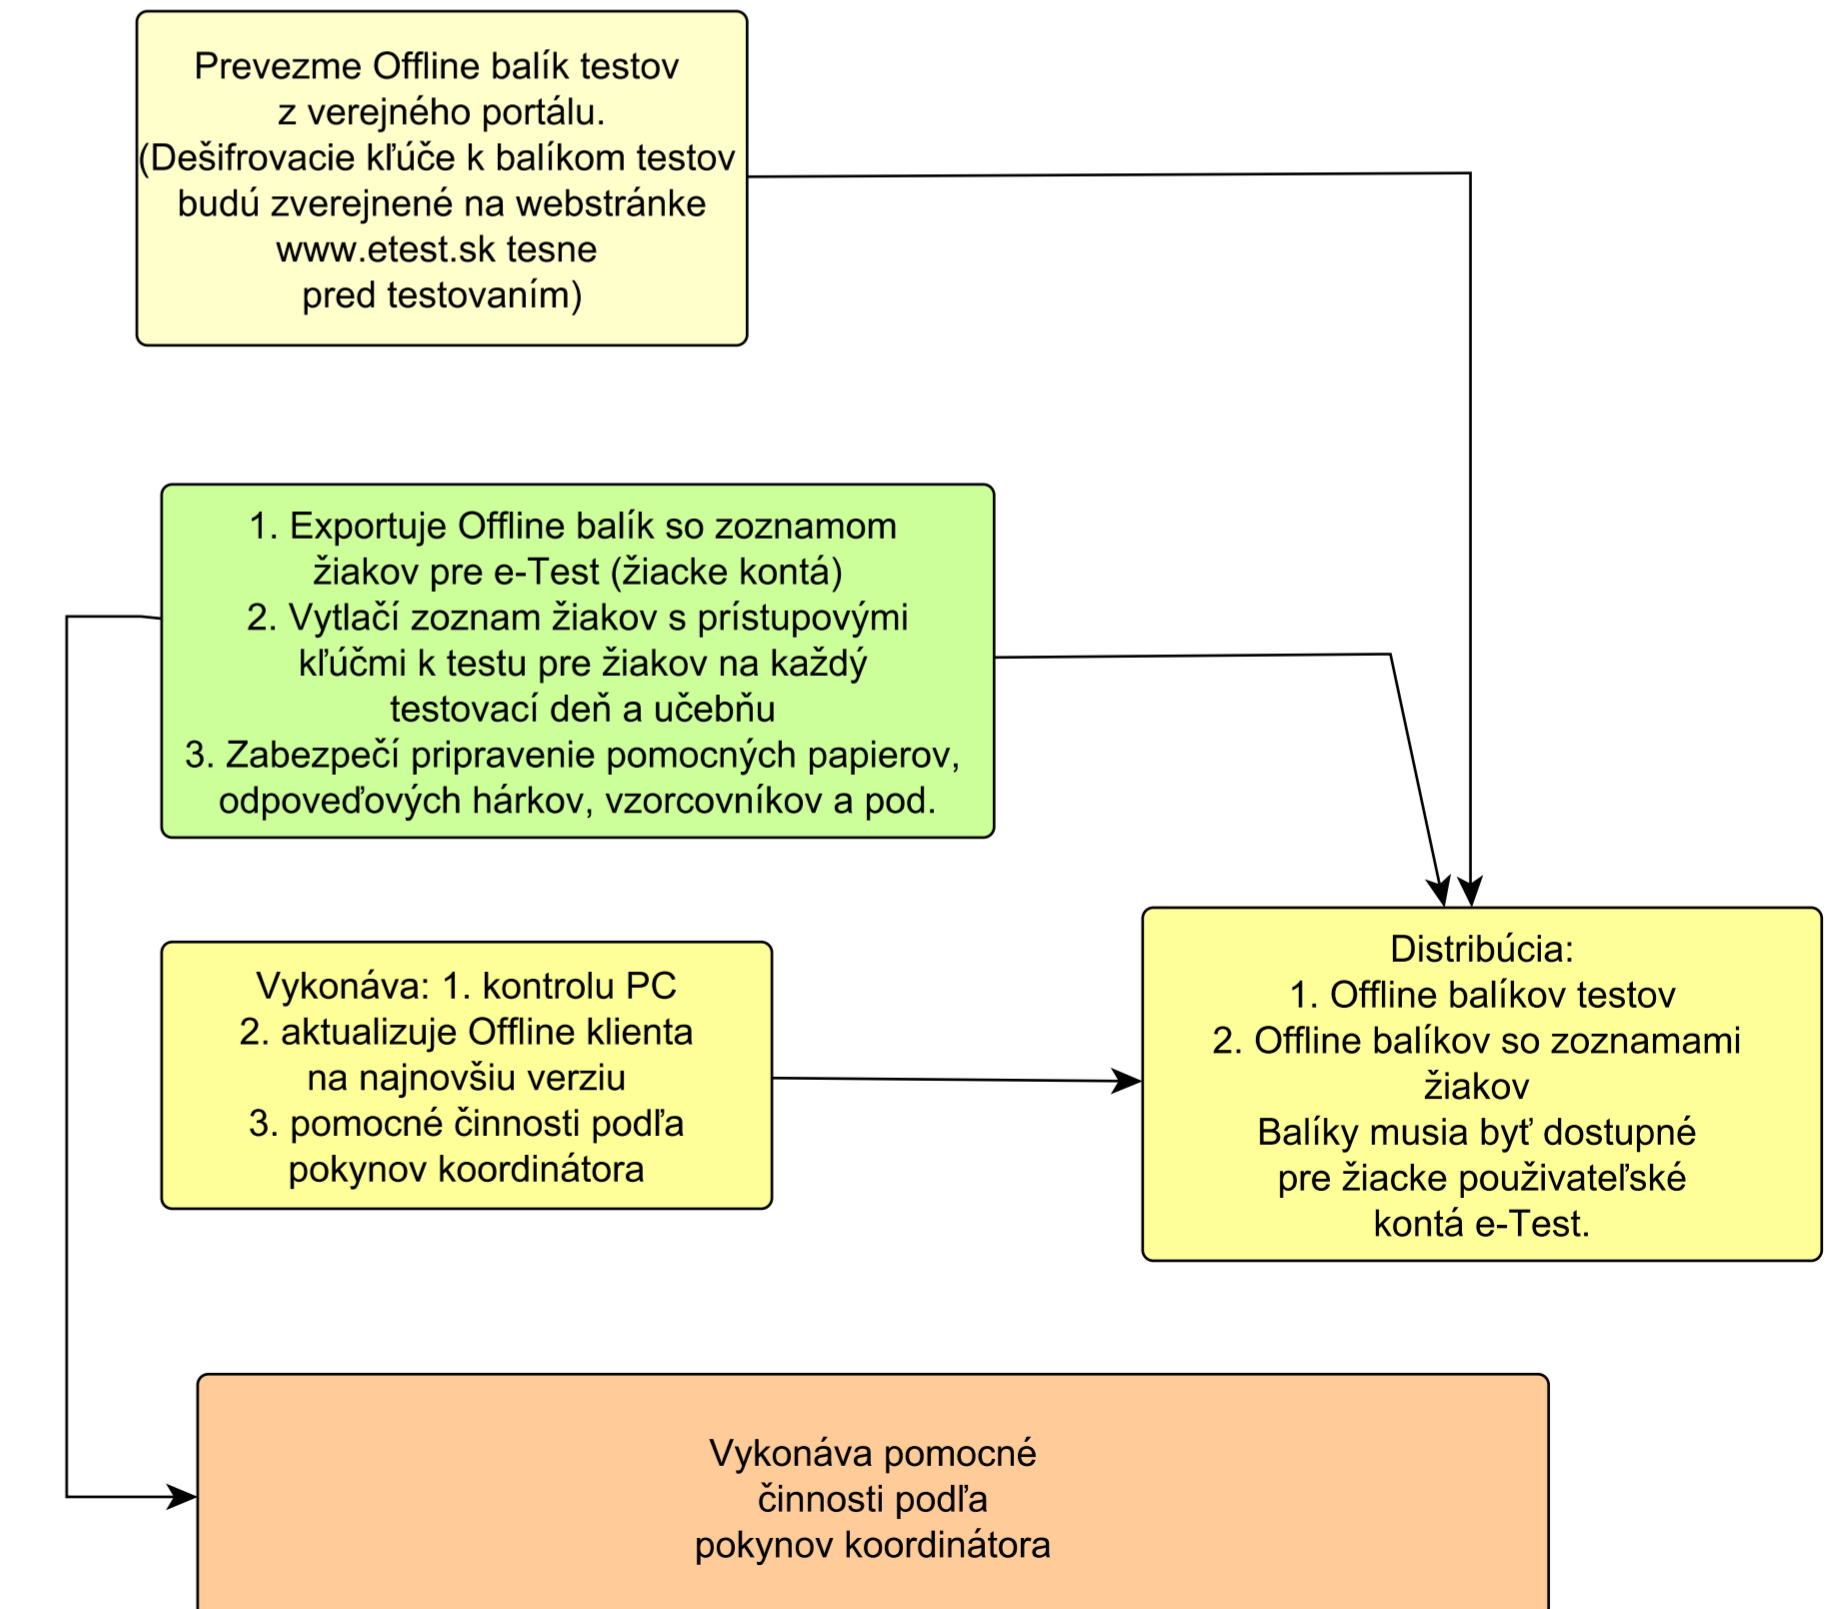 Prevezme Offline balík testov
z verejného portálu.
(Dešifrovacie kľúče k balíkom testov
budú zverejnené na webstránke
www.etest.sk tesne
pred testovaním)
1. Exportuje Offline balík so zoznamom
žiakov pre e-Test (žiacke kontá)
2. Vytlačí zoznam žiakov s prístupovými
kľúčmi k testu pre žiakov na každý
testovací deň a učebňu
3. Zabezpečí pripravenie pomocných papierov,
odpoveďových hárkov, vzorcovníkov a pod.
Vykonáva: 1. kontrolu PC
2. aktualizuje Offline klienta
na najnovšiu verziu
3. pomocné činnosti podľa
pokynov koordinátora
Distribúcia:
1. Offline balíkov testov
2. Offline balíkov so zoznamami
žiakov
Balíky musia byť dostupné
pre žiacke použivateľské
kontá e-Test.
Vykonáva pomocné
činnosti podľa
pokynov koordinátora